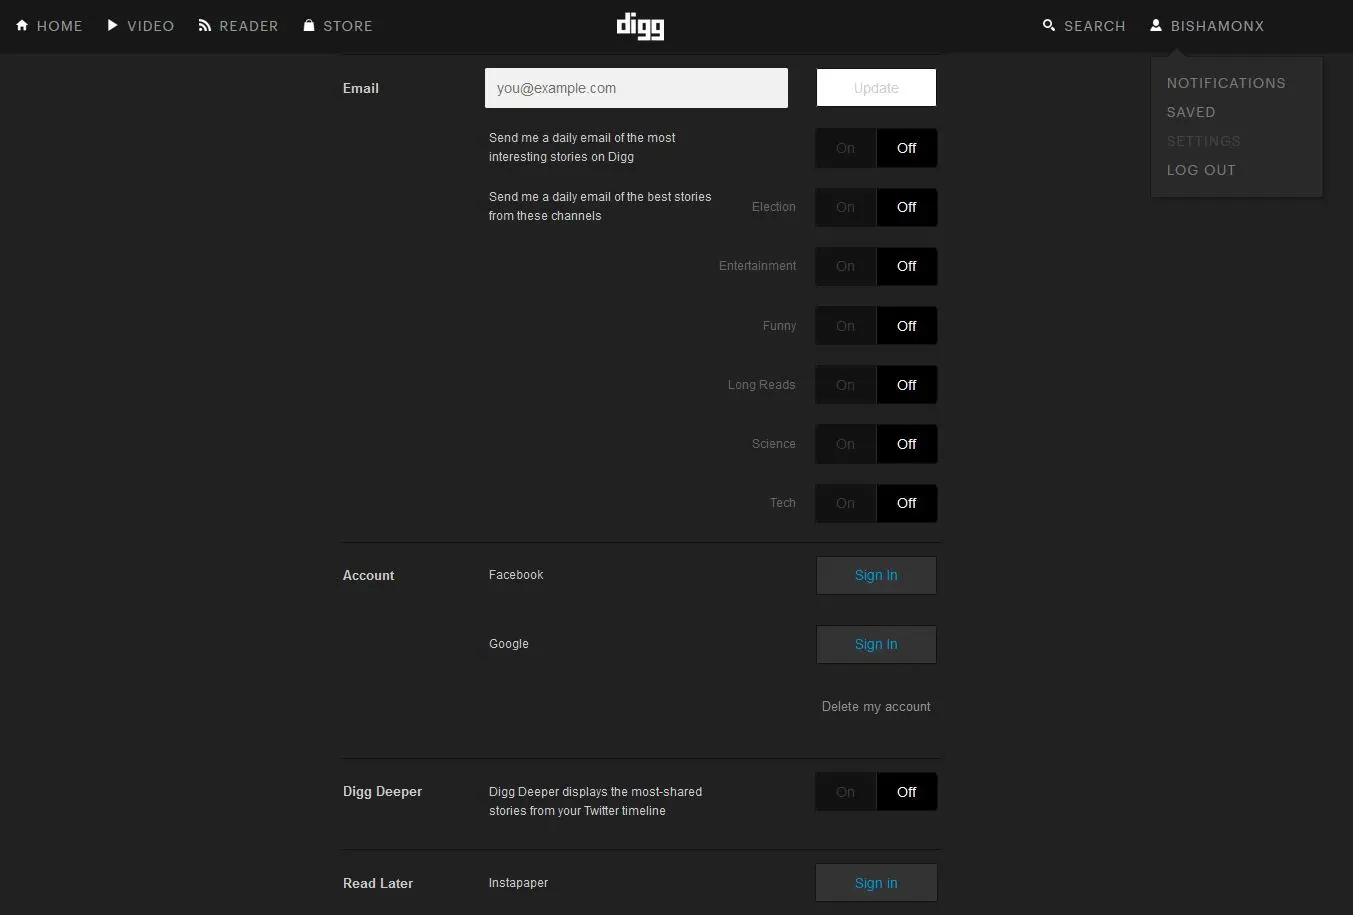 HOME
VIDEO
READER
STORE
digg
SEARCH
BISHAMONX
NOTIFICATIONS
SAVED
SETTINGS
LOG OUT
Email
you@example.com
Update
Send me a daily email of the most
interesting stories on Digg
On Off
Send me a daily email of the best stories
from these channels
Election
On Off
Entertainment
On Off
Funny
On Off
Long Reads
On Off
Science
On Off
Tech
On Off
Account
Facebook
Sign In
Google
Sign In
Delete my account
Digg Deeper
Digg Deeper displays the most-shared
stories from your Twitter timeline
On Off
Read Later
Instapaper
Sign in